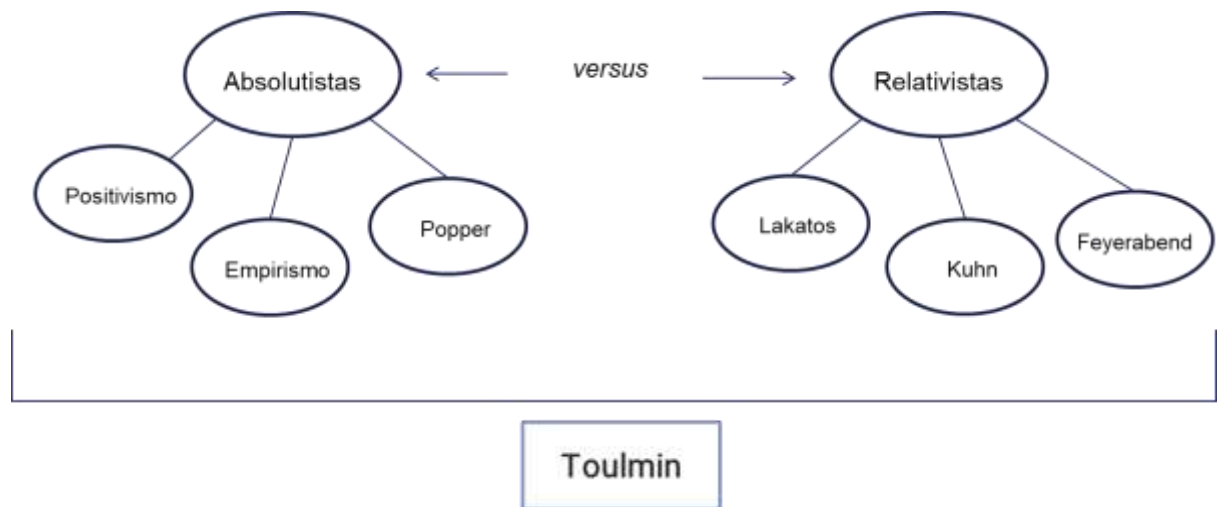 Absolutistas
versus
Relativistas
Positivismo
Empirismo
Popper
Lakatos
Kuhn
Feyerabend
Toulmin